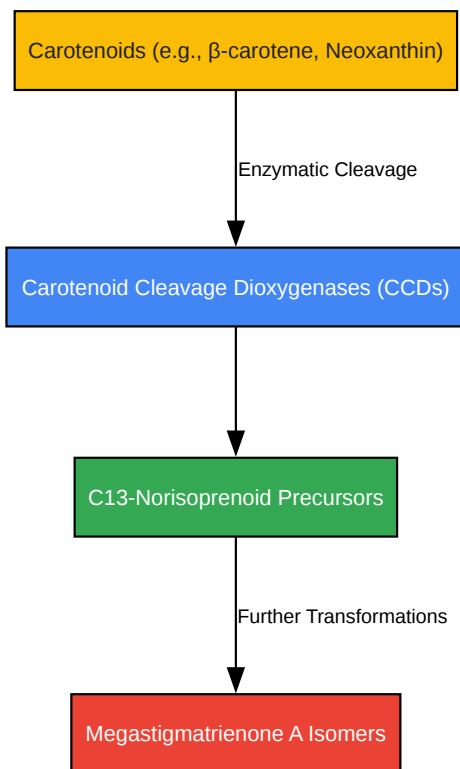 Carotenoids (e.g., β-carotene, Neoxanthin)
Enzymatic Cleavage
Carotenoid Cleavage Dioxygenases (CCDs)
C13-Norisoprenoid Precursors
Further Transformations
Megastigmatrienone A Isomers